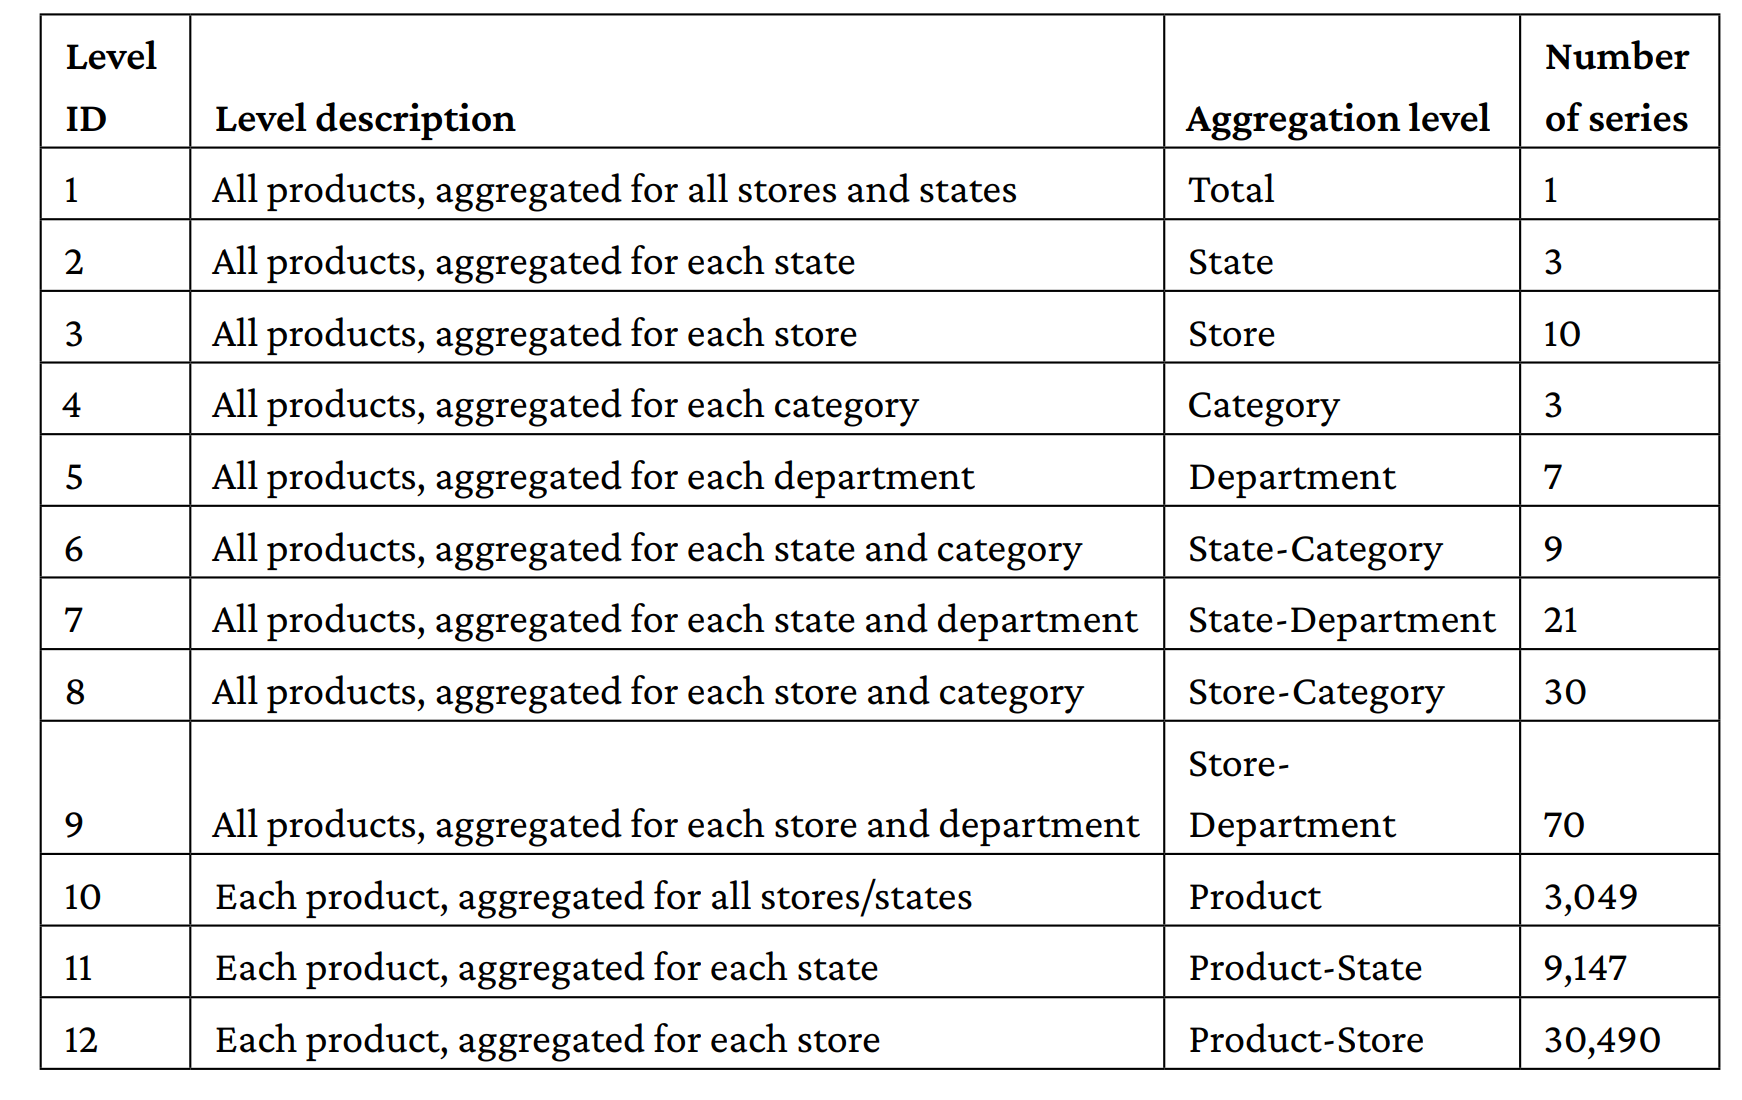 Level ID | Level description | Aggregation level | Number of series
1 | All products, aggregated for all stores and states | Total | 1
2 | All products, aggregated for each state | State | 3
3 | All products, aggregated for each store | Store | 10
4 | All products, aggregated for each category | Category | 3
5 | All products, aggregated for each department | Department | 7
6 | All products, aggregated for each state and category | State-Category | 9
7 | All products, aggregated for each state and department | State-Department | 21
8 | All products, aggregated for each store and category | Store-Category | 30
9 | All products, aggregated for each store and department | Store-Department | 70
10 | Each product, aggregated for all stores/states | Product | 3,049
11 | Each product, aggregated for each state | Product-State | 9,147
12 | Each product, aggregated for each store | Product-Store | 30,490